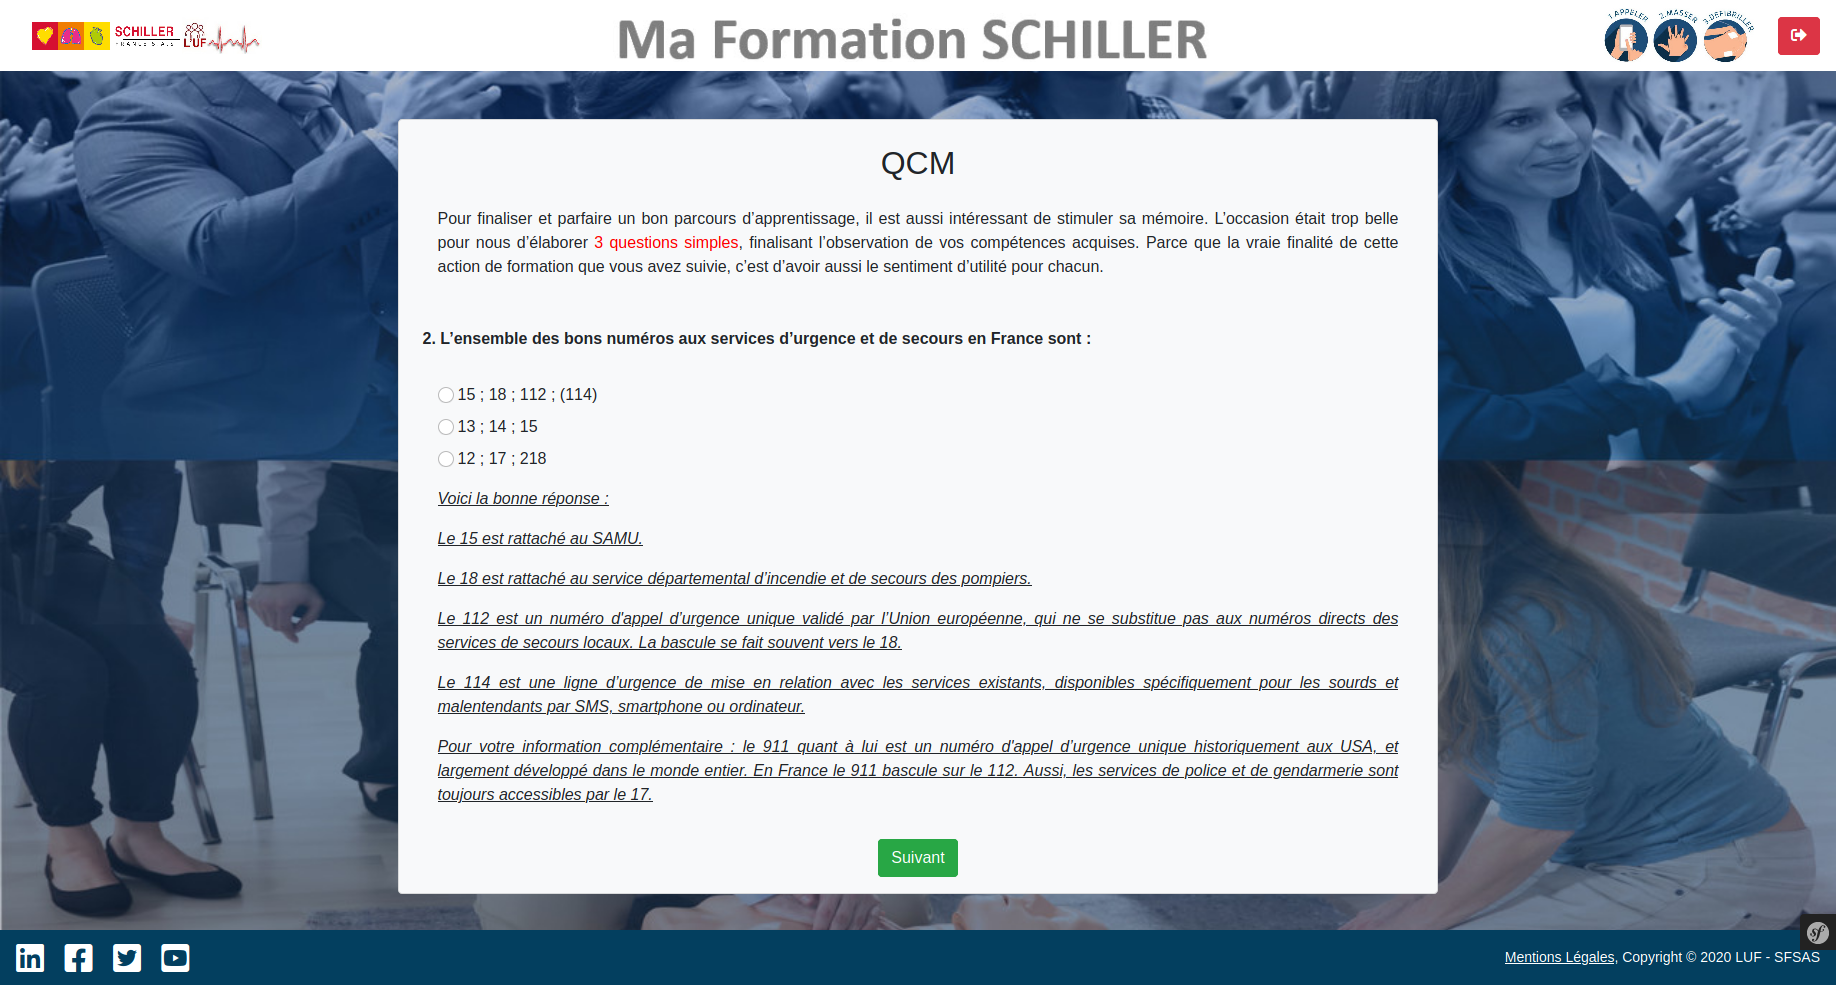 SCHILLER
FRANCE S.A.S
LUF
Ma Formation SCHILLER
1.APPELER
2.MASSER
3.DÉFIBRILLER
QCM
Pour finaliser et parfaire un bon parcours d’apprentissage, il est aussi intéressant de stimuler sa mémoire. L’occasion était trop belle
pour nous d’élaborer 3 questions simples, finalisant l’observation de vos compétences acquises. Parce que la vraie finalité de cette
action de formation que vous avez suivie, c’est d’avoir aussi le sentiment d’utilité pour chacun.
2. L’ensemble des bons numéros aux services d’urgence et de secours en France sont :
15 ; 18 ; 112 ; (114)
13 ; 14 ; 15
12 ; 17 ; 218
Voici la bonne réponse :
Le 15 est rattaché au SAMU.
Le 18 est rattaché au service départemental d’incendie et de secours des pompiers.
Le 112 est un numéro d'appel d’urgence unique validé par l’Union européenne, qui ne se substitue pas aux numéros directs des
services de secours locaux. La bascule se fait souvent vers le 18.
Le 114 est une ligne d’urgence de mise en relation avec les services existants, disponibles spécifiquement pour les sourds et
malentendants par SMS, smartphone ou ordinateur.
Pour votre information complémentaire : le 911 quant à lui est un numéro d'appel d’urgence unique historiquement aux USA, et
largement développé dans le monde entier. En France le 911 bascule sur le 112. Aussi, les services de police et de gendarmerie sont
toujours accessibles par le 17.
Suivant
Mentions Légales, Copyright © 2020 LUF - SFSAS